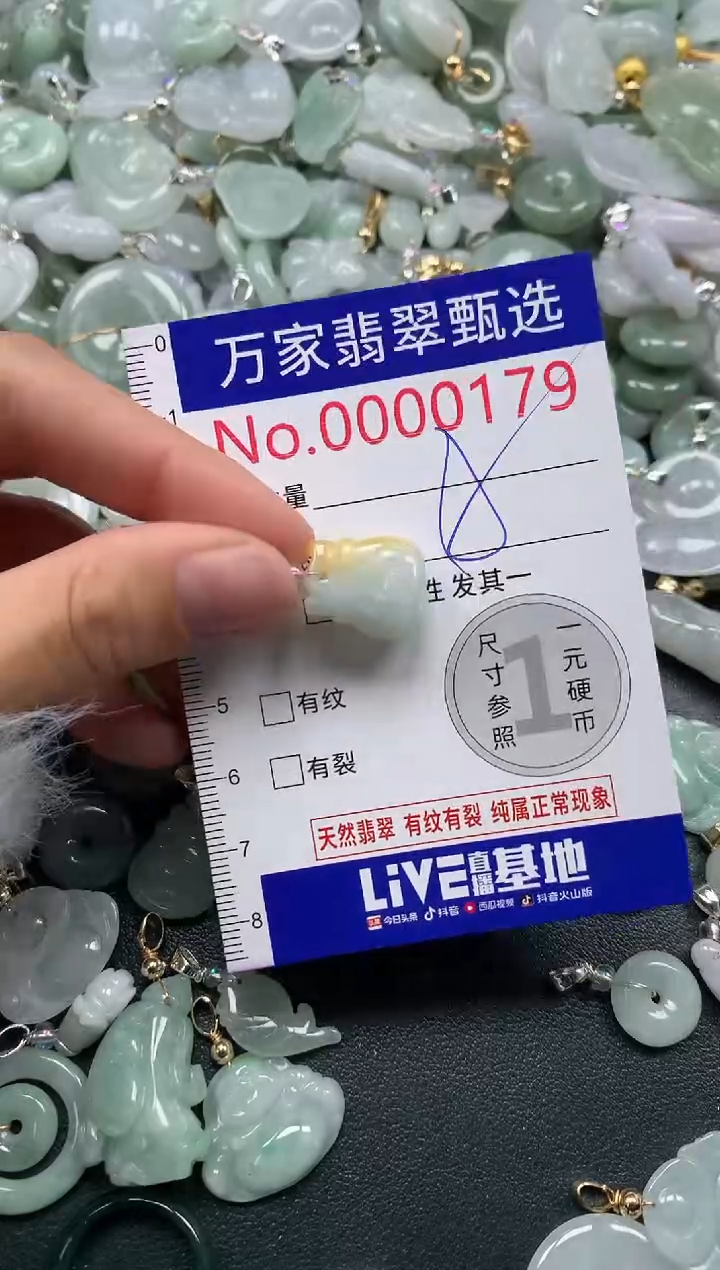 0
万家翡翠甄选
1
No.0000179
量
性发其一
尺寸参照
1
一元硬币
5
有纹
6
有裂
7
天然翡翠 有纹有裂 纯属正常现象
LiVE直播基地
8
今日头条 抖音 西瓜视频 抖音火山版